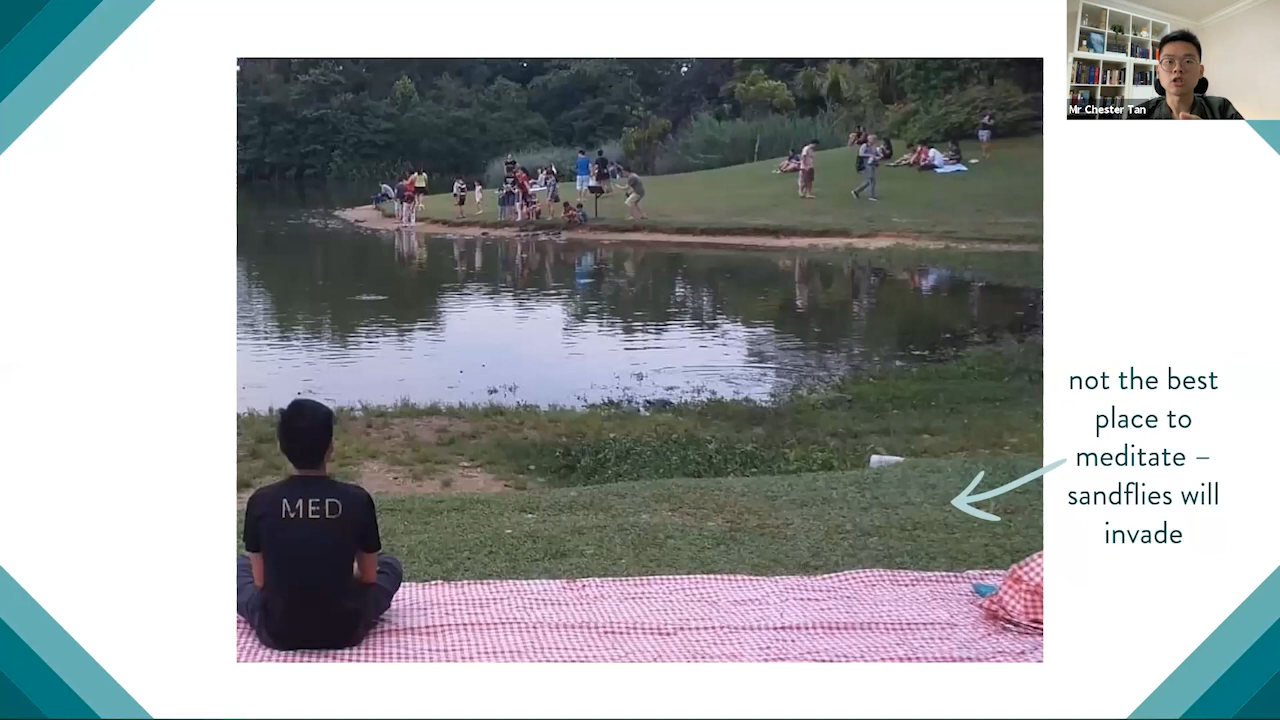 Mr Chester Tan
MED
not the best
place to
meditate –
sandflies will
invade